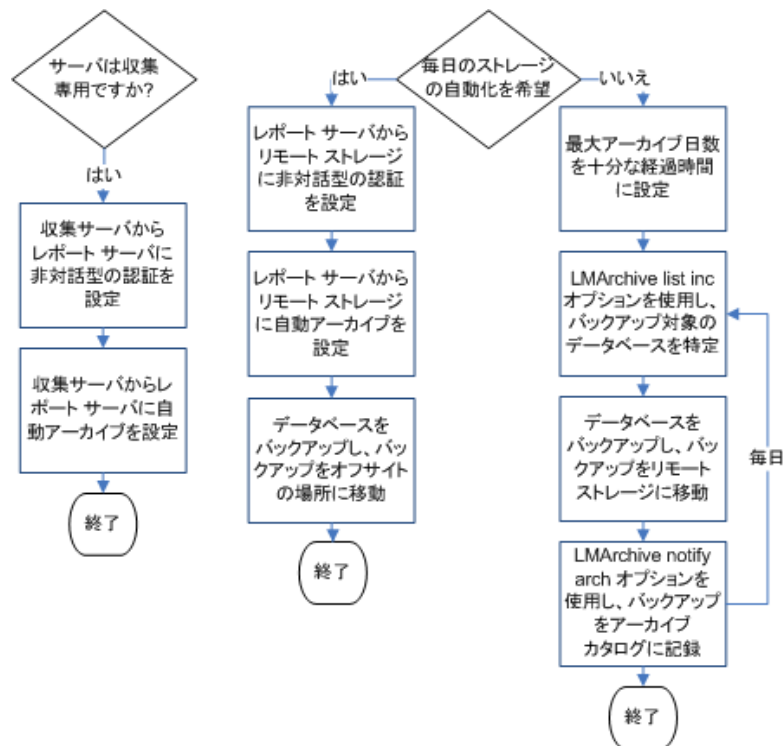 サーバは収集
専用ですか?
はい
収集サーバから
レポート サーバに
非対話型の認証を
設定
収集サーバからレ
ポート サーバに自
動アーカイブを設定
終了
毎日のストレージ
の自動化を希望
はい
いいえ
レポート サーバから
リモート ストレージ
に非対話型の認証
を設定
レポート サーバから
リモート ストレージ
に自動アーカイブを
設定
データベースを
バックアップし、バッ
クアップをオフサイト
の場所に移動
終了
最大アーカイブ日数
を十分な経過時間
に設定
LMArchive list inc
オプションを使用し、
バックアップ対象の
データベースを特定
データベースを
バックアップし、バッ
クアップをリモート
ストレージに移動
毎日
LMArchive notify
arch オプションを
使用し、バックアップ
をアーカイブ
カタログに記録
終了